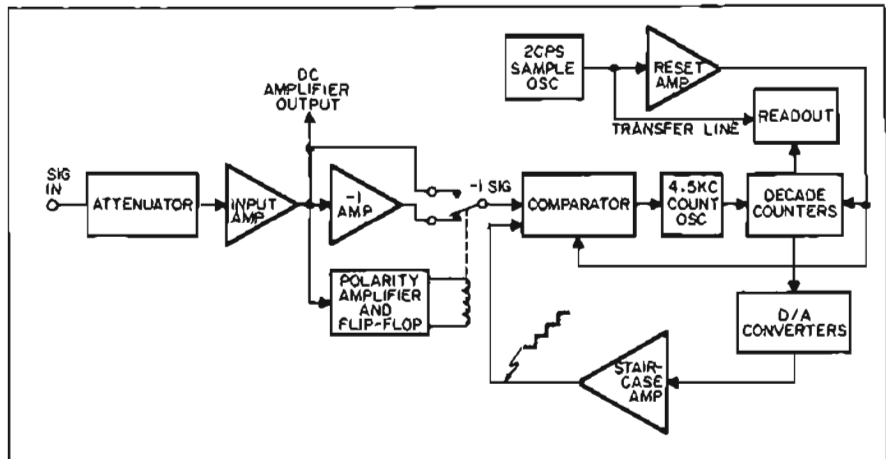 2CPS
SAMPLE
OSC
RESET
AMP
DC
AMPLIFIER
OUTPUT
READOUT
TRANSFER LINE
SIG
IN
ATTENUATOR
INPUT
AMP
-1
AMP
-1 SIG
COMPARATOR
4.5KC
COUNT
OSC
DECADE
COUNTERS
POLARITY
AMPLIFIER
AND
FLIP-FLOP
D/A
CONVERTERS
STAIR-
CASE
AMP